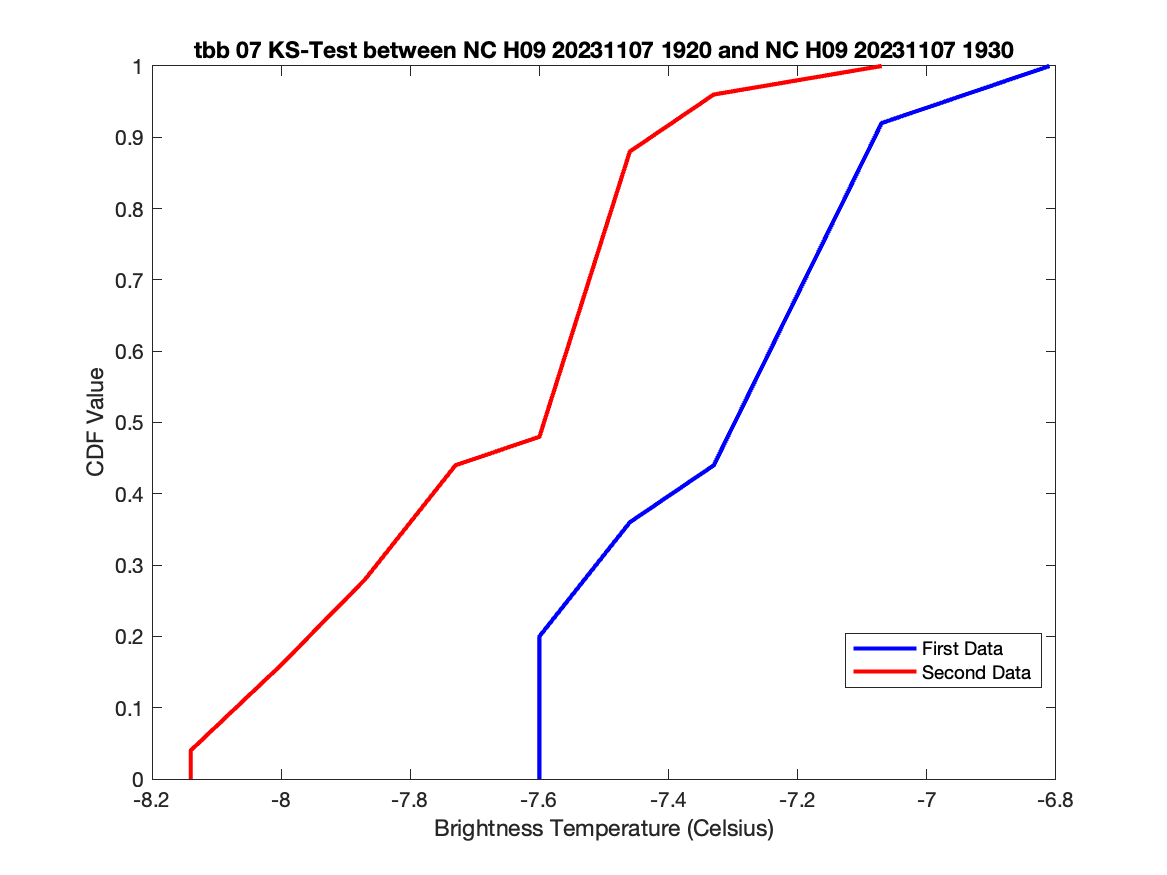 tbb 07 KS-Test between NC H09 20231107 1920 and NC H09 20231107 1930
1
0.9
0.8
0.7
0.6
0.5
0.4
0.3
0.2
0.1
0
CDF Value
First Data
Second Data
-8.2 -8 -7.8 -7.6 -7.4 -7.2 -7 -6.8
Brightness Temperature (Celsius)